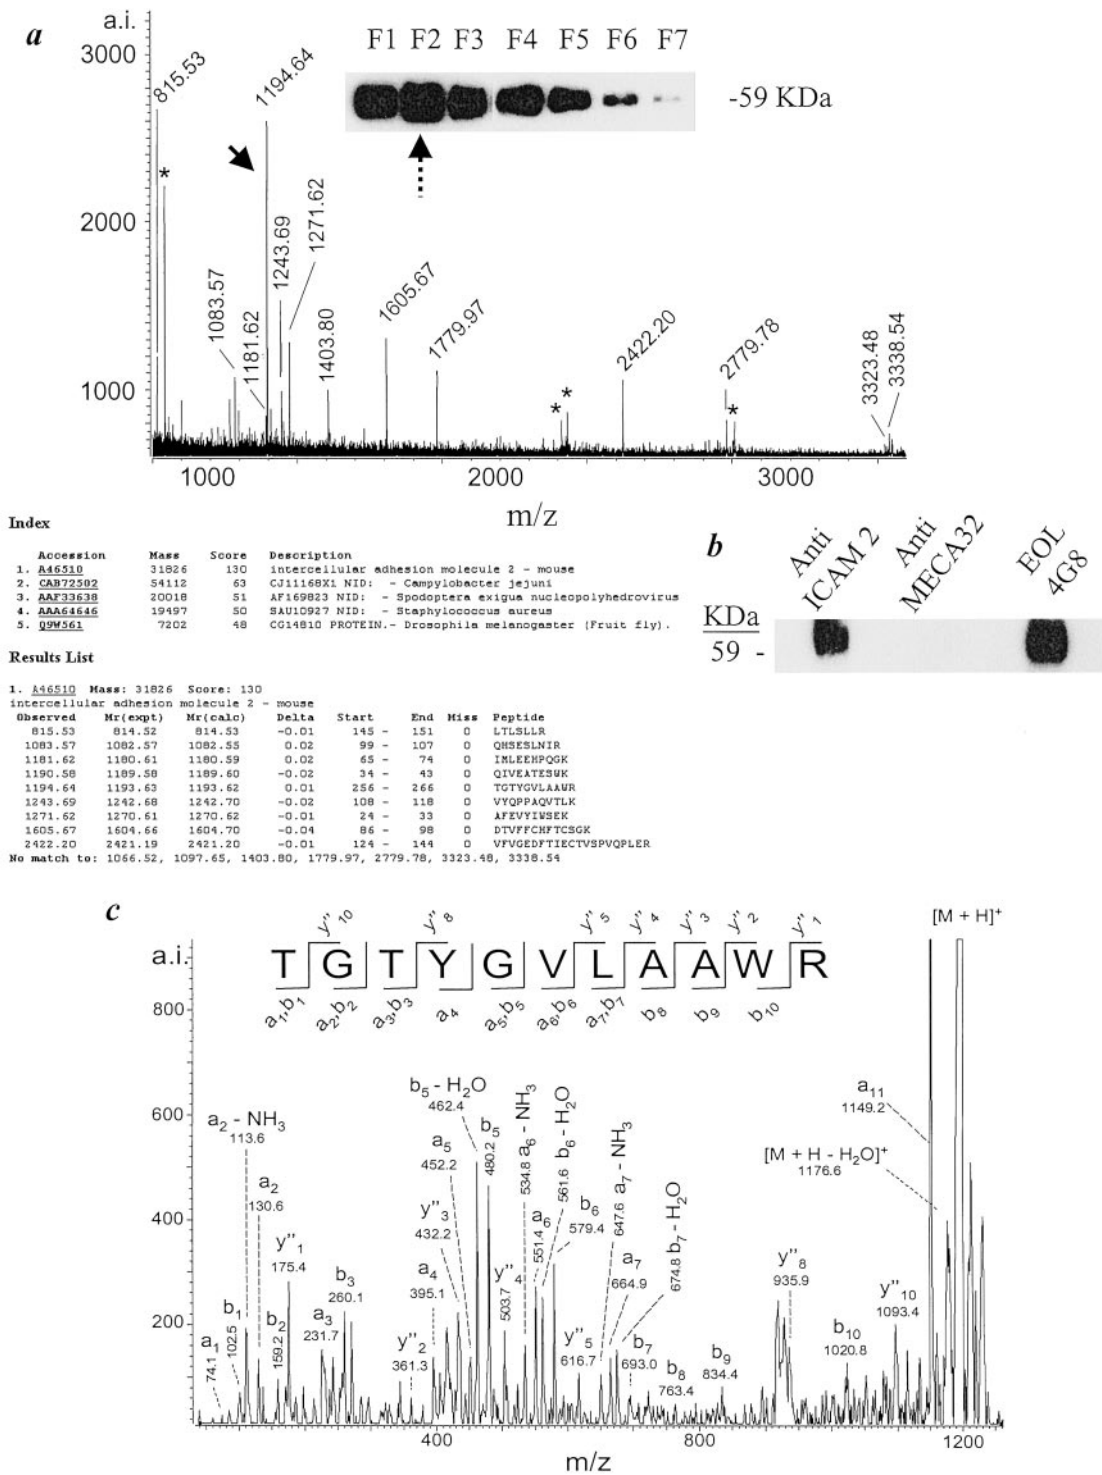 a
a.i.
3000
2000
1000
815.53
*
1194.64
1083.57
1181.62
1243.69
1271.62
1403.80
1605.67
1779.97
*
*
2422.20
2779.78
*
3323.48
3338.54
F1 F2 F3 F4 F5 F6 F7
-59 KDa
1000 2000 3000
m/z
Index
Accession Mass Score Description
1. A46510 31826 130 intercellular adhesion molecule 2 - mouse
2. CAB72502 54112 63 CJ11168X1 NID: - Campylobacter jejuni
3. AAF33638 20018 51 AF169823 NID: - Spodoptera exigua nucleopolyhedrovirus
4. AAA64646 19497 50 SAU10927 NID: - Staphylococcus aureus
5. Q9W561 7202 48 CG14810 PROTEIN.- Drosophila melanogaster (Fruit fly).
Results List
1. A46510 Mass: 31826 Score: 130
intercellular adhesion molecule 2 - mouse
Observed Mr(expt) Mr(calc) Delta Start End Miss Peptide
815.53 814.52 814.53 -0.01 145 - 151 0 LTLSLLR
1083.57 1082.57 1082.55 0.02 99 - 107 0 QHSESLNIR
1181.62 1180.61 1180.59 0.02 65 - 74 0 IMLEEHPQGK
1190.58 1189.58 1189.60 -0.02 34 - 43 0 QIVEATESWK
1194.64 1193.63 1193.62 0.01 256 - 266 0 TGTYGVLAAWR
1243.69 1242.68 1242.70 -0.02 108 - 118 0 VYQPPAQVTLK
1271.62 1270.61 1270.62 -0.01 24 - 33 0 AFEVYIWSEK
1605.67 1604.66 1604.70 -0.04 86 - 98 0 DTVFFCHFTCSGK
2422.20 2421.19 2421.20 -0.01 124 - 144 0 VFVGEDFTIECTVSPVQPLER
No match to: 1066.52, 1097.65, 1403.80, 1779.97, 2779.78, 3323.48, 3338.54
b
Anti ICAM 2
Anti MECA32
EOL 4G8
KDa
59 -
c
a.i.
800
600
400
200
y"10 y"8 y"5 y"4 y"3 y"2 y"1
T G T Y G V L A A W R
a1,b1 a2,b2 a3,b3 a4 a5,b5 a6,b6 a7,b7 b8 b9 b10
[M + H]+
a1
74.1
b1
102.5
a2 - NH3
113.6
a2
130.6
b2
159.2
y"1
175.4
a3
231.7
b3
260.1
y"2
361.3
a4
395.1
y"3
432.2
a5
452.2
b5 - H2O
462.4
b5
480.2
y"4
503.7
534.8 a6 - NH3
a6
551.4
561.6 b6 - H2O
b6
579.4
y"5
616.7
647.6 a7 - NH3
a7
664.9
674.8 b7 - H2O
b7
693.0
b8
763.4
b9
834.4
y"8
935.9
b10
1020.8
y"10
1093.4
a11
1149.2
[M + H - H2O]+
1176.6
400 800 1200
m/z